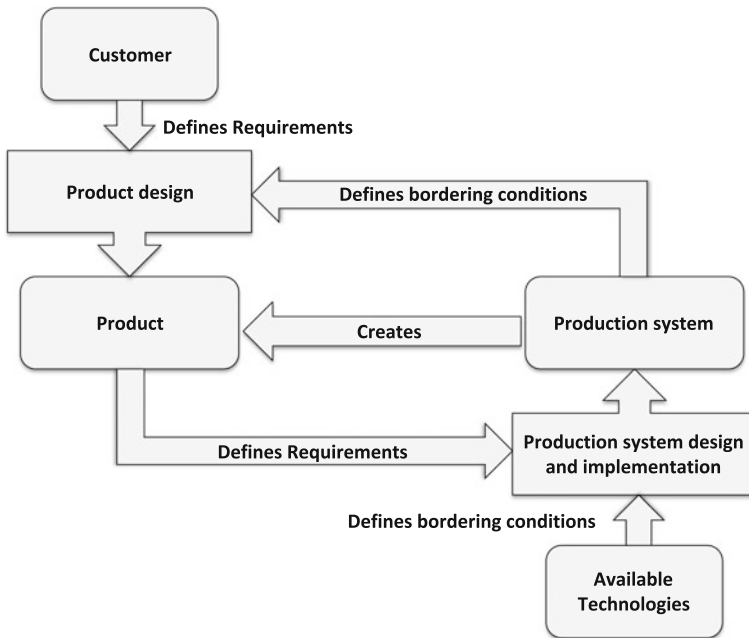 Customer
Defines Requirements
Product design
Defines bordering conditions
Product
Creates
Production system
Defines Requirements
Production system design
and implementation
Defines bordering conditions
Available
Technologies